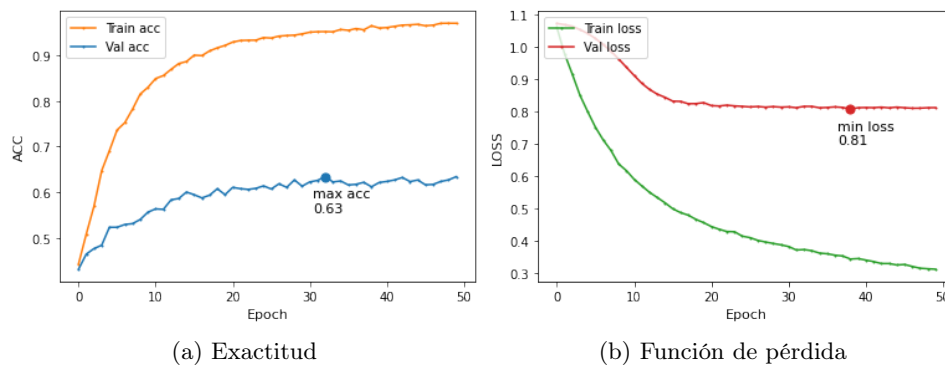 Train acc
Val acc
0.9
0.8
0.7
0.6
0.5
ACC
max acc
0.63
0
10
20
30
40
50
Epoch
(a) Exactitud
Train loss
Val loss
1.1
1.0
0.9
0.8
0.7
0.6
0.5
0.4
0.3
LOSS
min loss
0.81
0
10
20
30
40
50
Epoch
(b) Función de pérdida